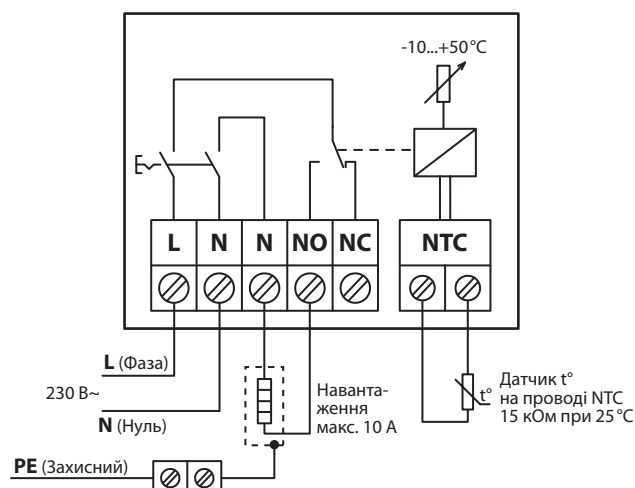 -10...+50 °C
L N N NO NC NTC
L (Фаза)
230 В~
N (Нуль)
Наванта-
ження
макс. 10 А
t°
Датчик t°
на проводі NTC
15 кОм при 25 °C
PE (Захисний)